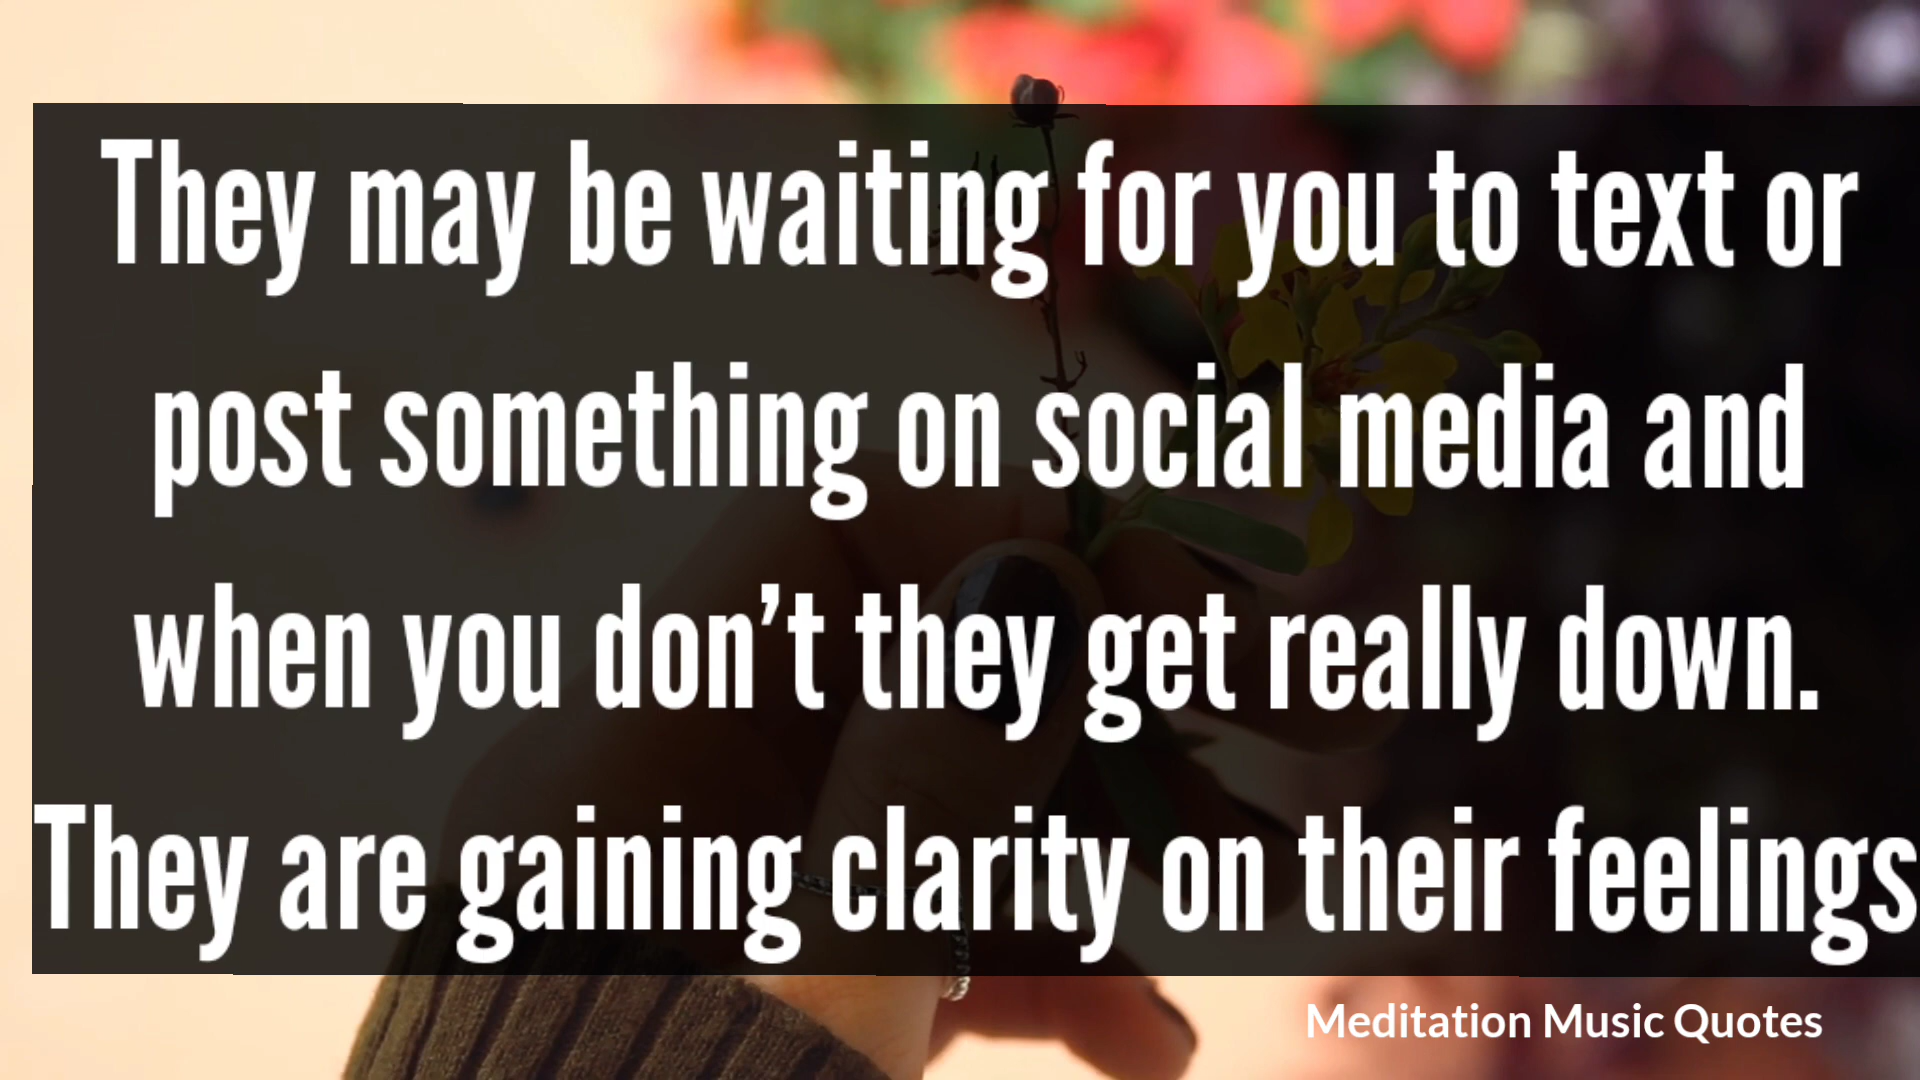 They may be waiting for you to text or
post something on social media and
when you don’t they get really down.
They are gaining clarity on their feelings
Meditation Music Quotes